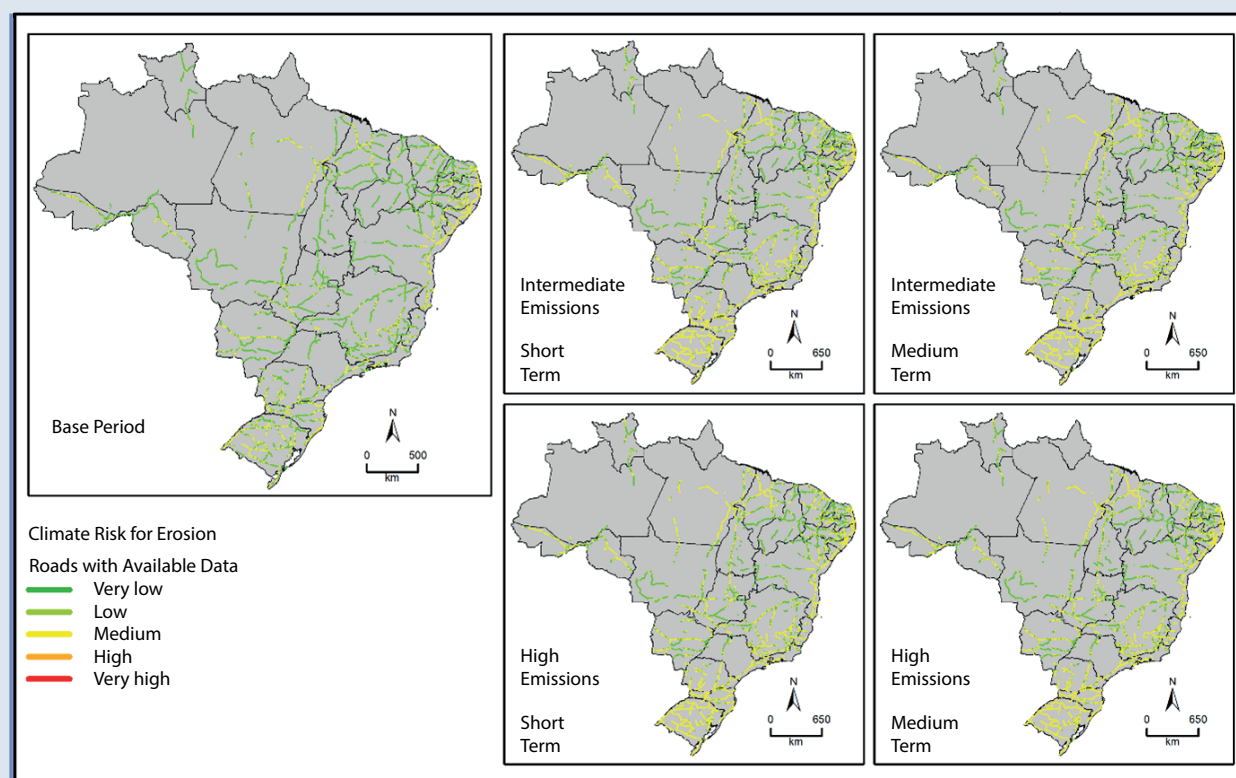 Base Period
N
0 500
km
Intermediate
Emissions
Short
Term
N
0 650
km
Intermediate
Emissions
Medium
Term
N
0 650
km
Climate Risk for Erosion
Roads with Available Data
Very low
Low
Medium
High
Very high
High
Emissions
Short
Term
N
0 650
km
High
Emissions
Medium
Term
N
0 650
km